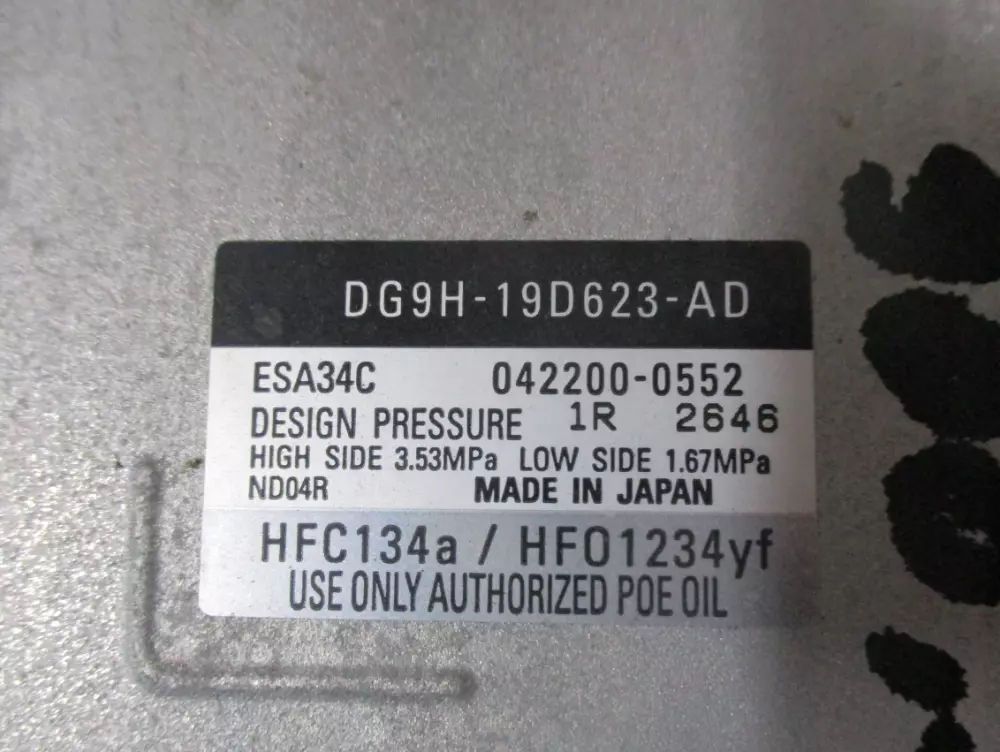 DG9H-19D623-AD
ESA34C 042200-0552
DESIGN PRESSURE 1R 2646
HIGH SIDE 3.53MPa LOW SIDE 1.67MPa
ND04R MADE IN JAPAN
HFC134a / HFO1234yf
USE ONLY AUTHORIZED POE OIL